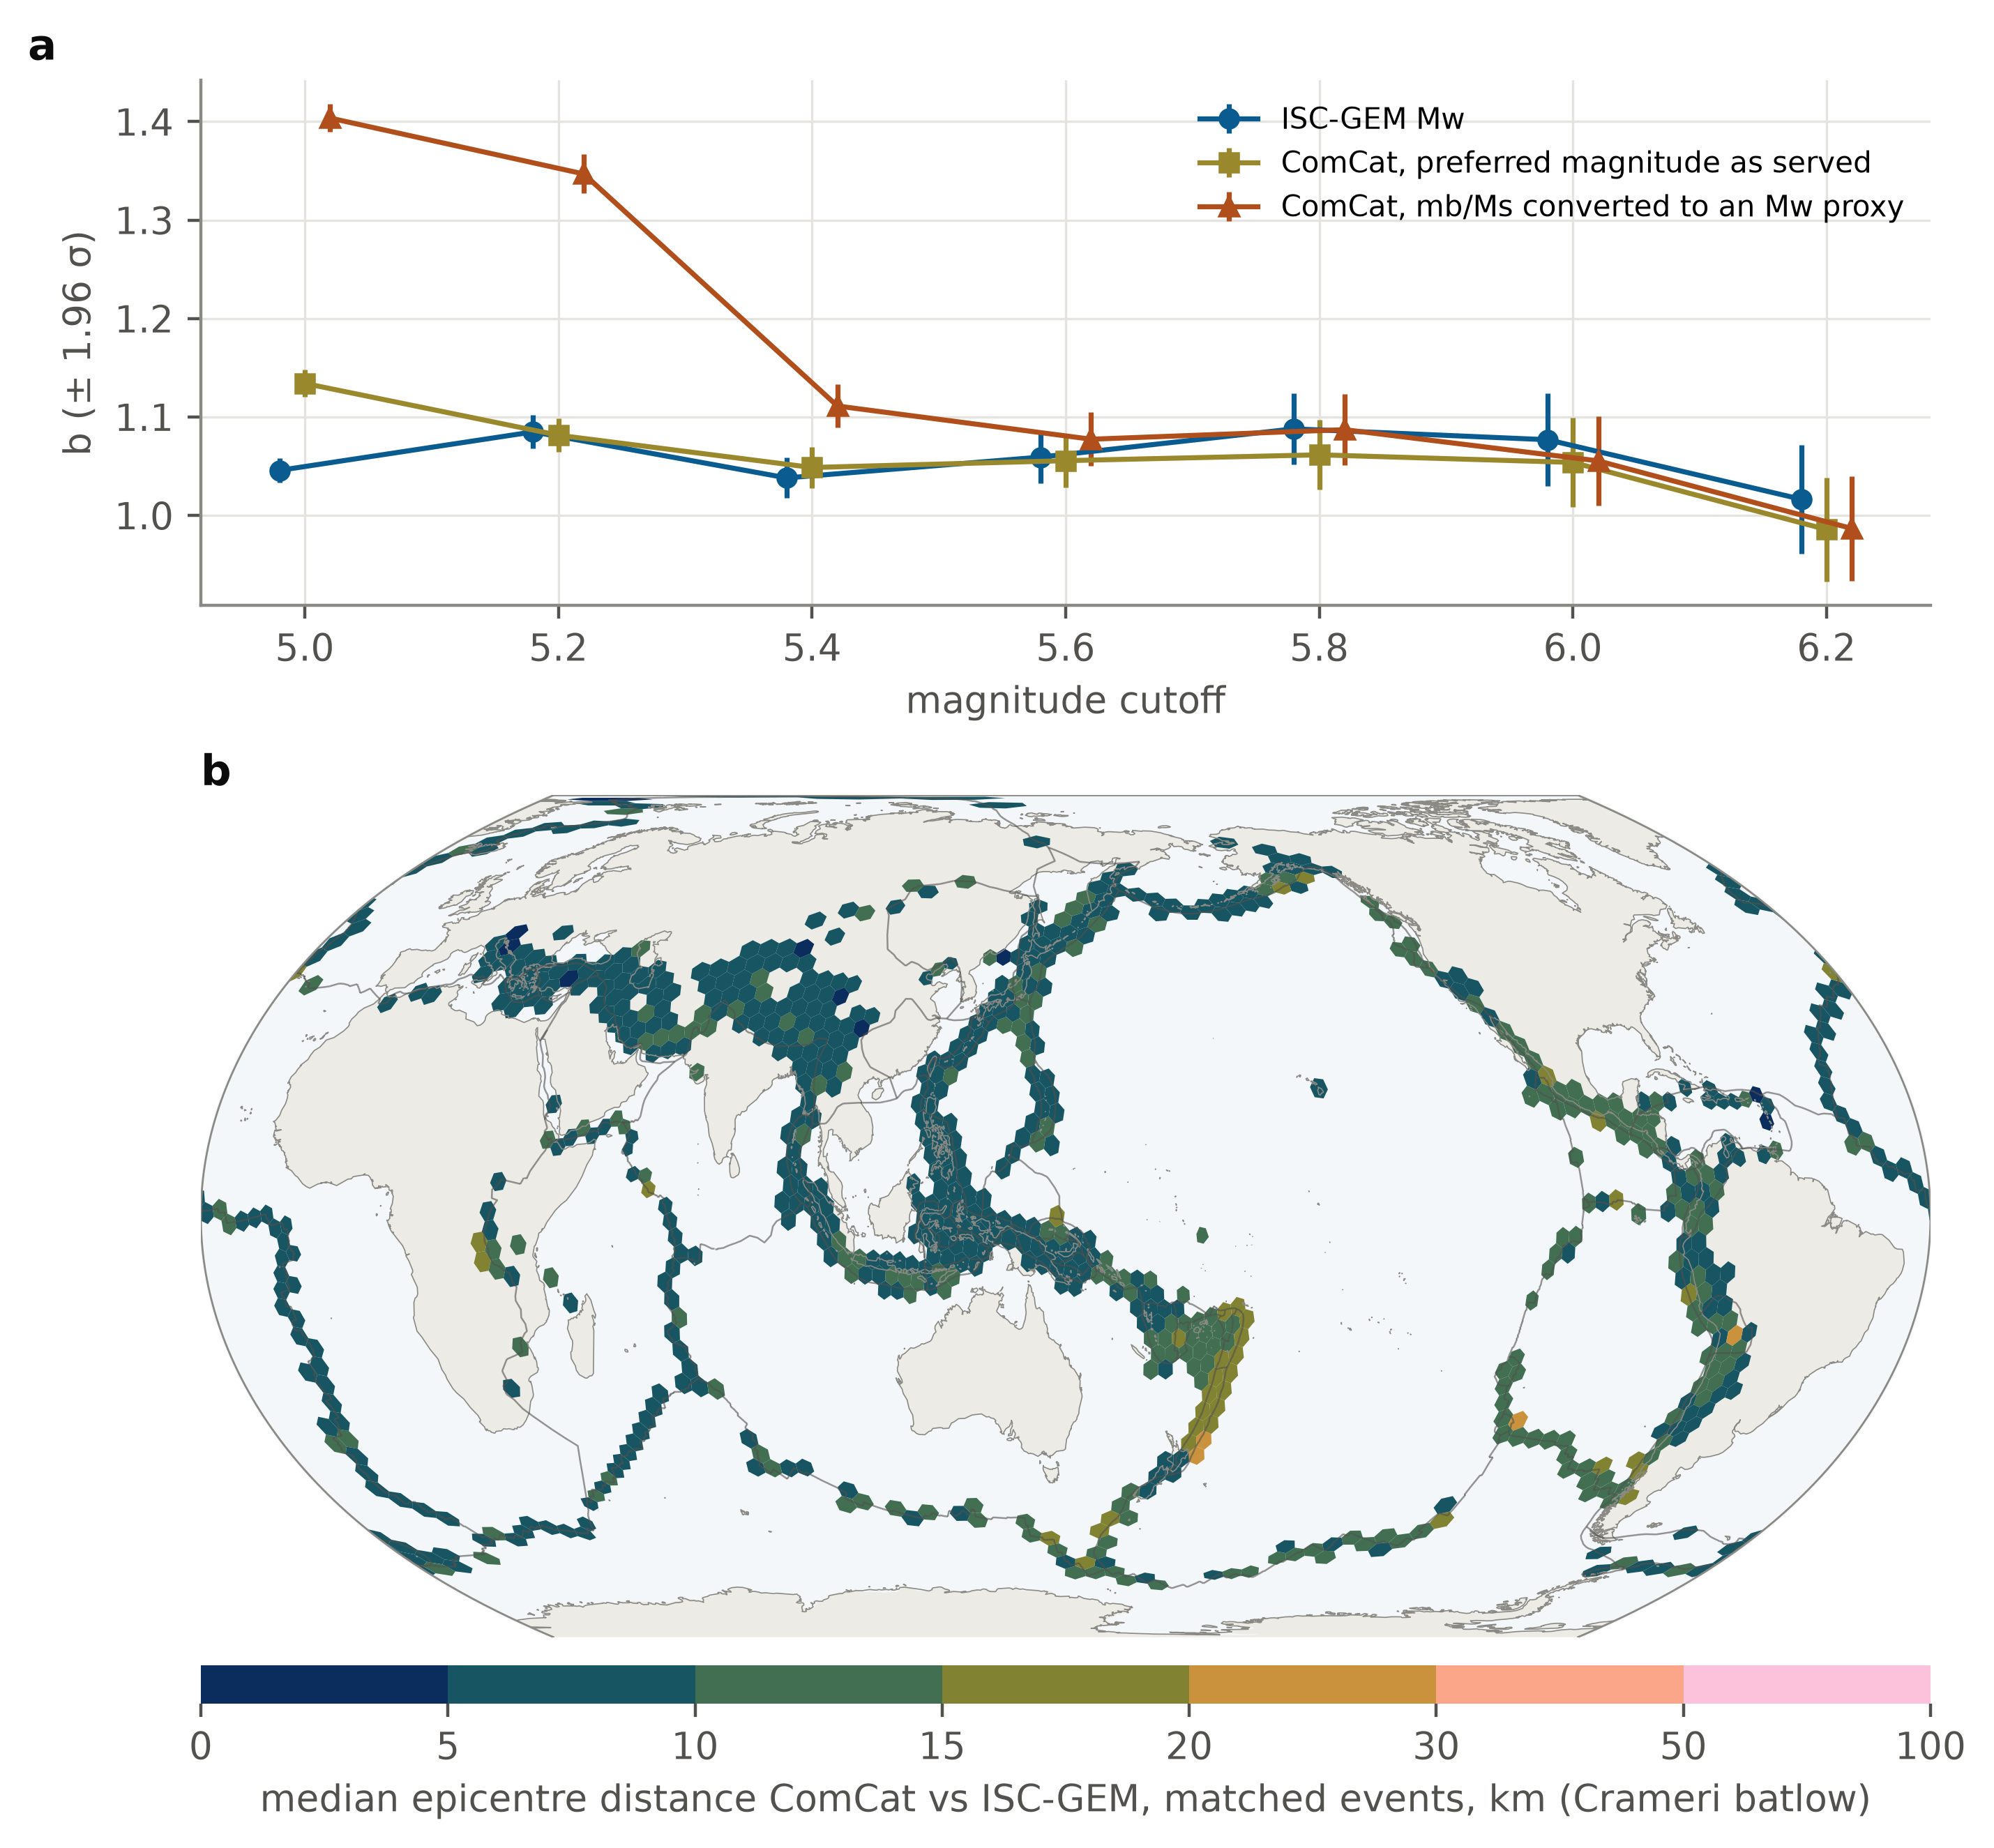 a
1.4
1.3
1.2
1.1
1.0
b (± 1.96 σ)
ISC-GEM Mw
ComCat, preferred magnitude as served
ComCat, mb/Ms converted to an Mw proxy
5.0 5.2 5.4 5.6 5.8 6.0 6.2
magnitude cutoff
b
0 5 10 15 20 30 50 100
median epicentre distance ComCat vs ISC-GEM, matched events, km (Crameri batlow)